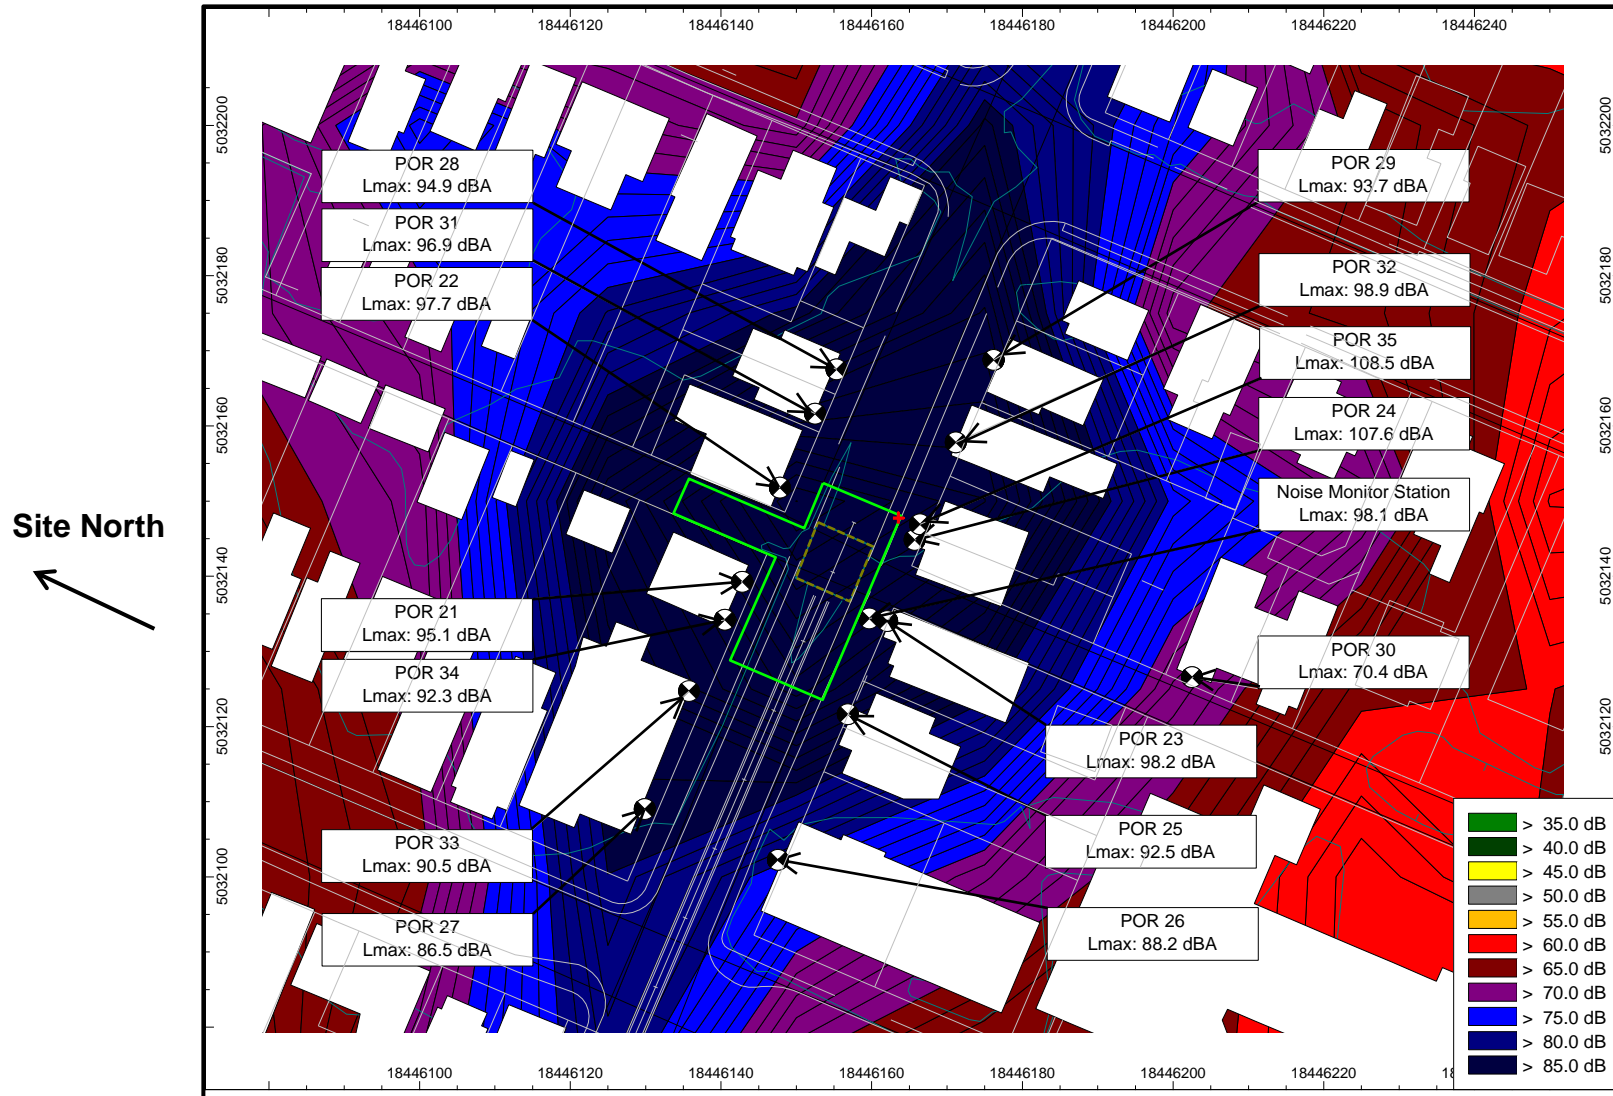 18446100 18446120 18446140 18446160 18446180 18446200 18446220 18446240
5032200
5032180
5032160
5032140
5032120
5032100
5032200
5032180
5032160
5032140
5032120
Site North
POR 28
Lmax: 94.9 dBA
POR 31
Lmax: 96.9 dBA
POR 22
Lmax: 97.7 dBA
POR 29
Lmax: 93.7 dBA
POR 32
Lmax: 98.9 dBA
POR 35
Lmax: 108.5 dBA
POR 24
Lmax: 107.6 dBA
Noise Monitor Station
Lmax: 98.1 dBA
POR 21
Lmax: 95.1 dBA
POR 34
Lmax: 92.3 dBA
POR 30
Lmax: 70.4 dBA
POR 23
Lmax: 98.2 dBA
POR 33
Lmax: 90.5 dBA
POR 25
Lmax: 92.5 dBA
POR 27
Lmax: 86.5 dBA
POR 26
Lmax: 88.2 dBA
> 35.0 dB
> 40.0 dB
> 45.0 dB
> 50.0 dB
> 55.0 dB
> 60.0 dB
> 65.0 dB
> 70.0 dB
> 75.0 dB
> 80.0 dB
> 85.0 dB
18446100 18446120 18446140 18446160 18446180 18446200 18446220